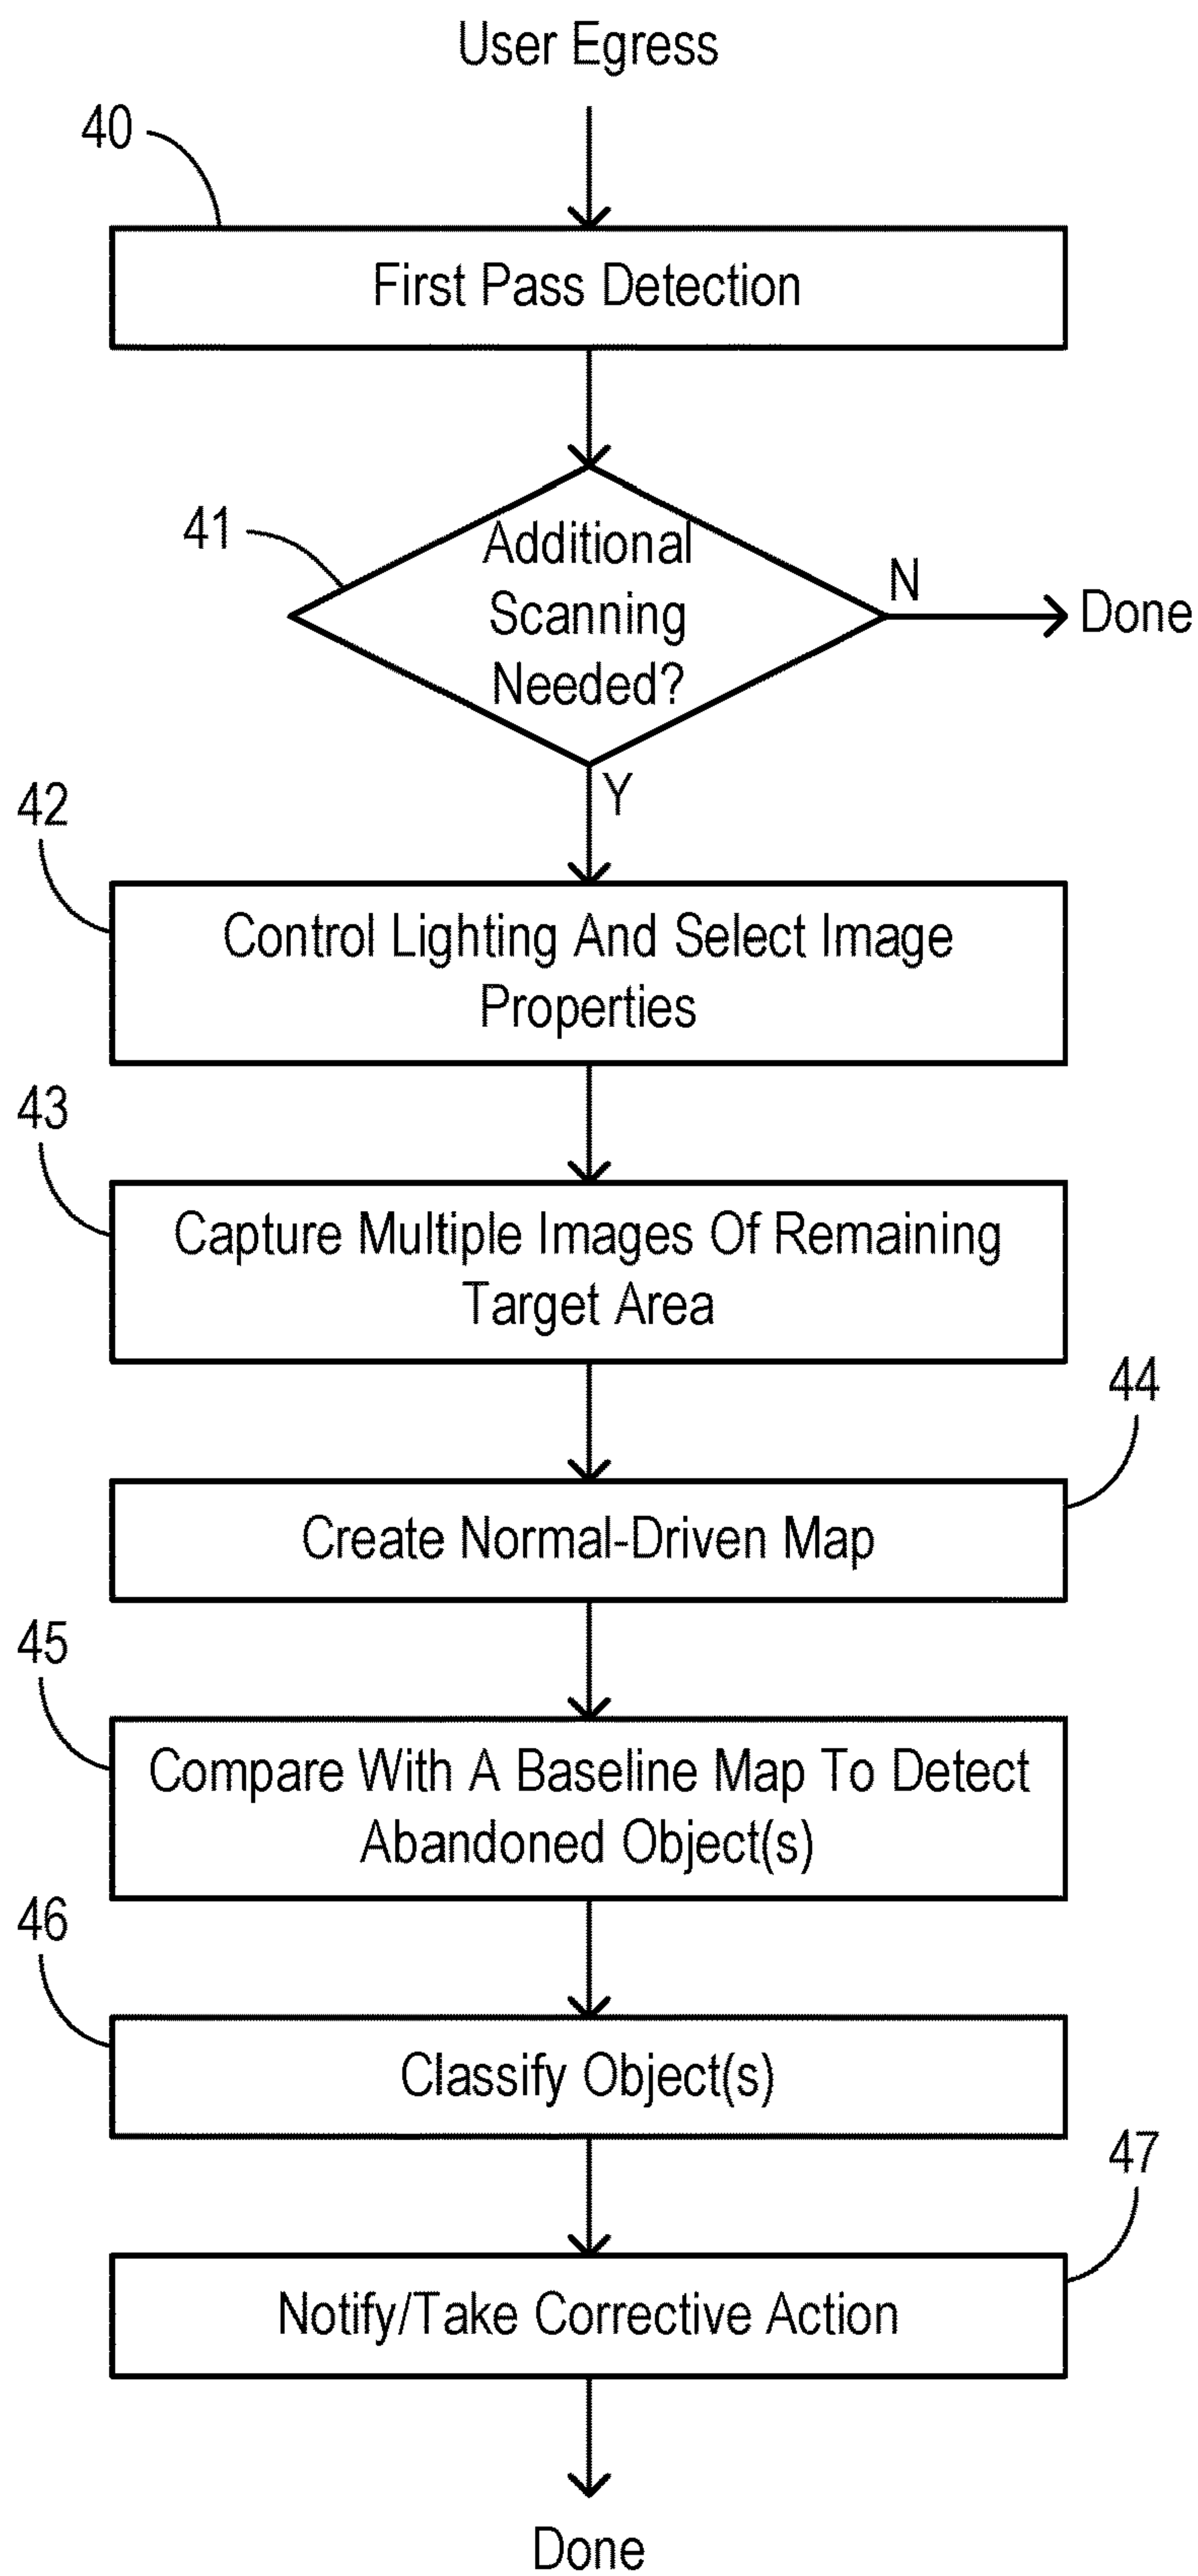 User Egress
40
First Pass Detection
41
Additional
Scanning
Needed?
N
Done
Y
42
Control Lighting And Select Image
Properties
43
Capture Multiple Images Of Remaining
Target Area
44
Create Normal-Driven Map
45
Compare With A Baseline Map To Detect
Abandoned Object(s)
46
Classify Object(s)
47
Notify/Take Corrective Action
Done